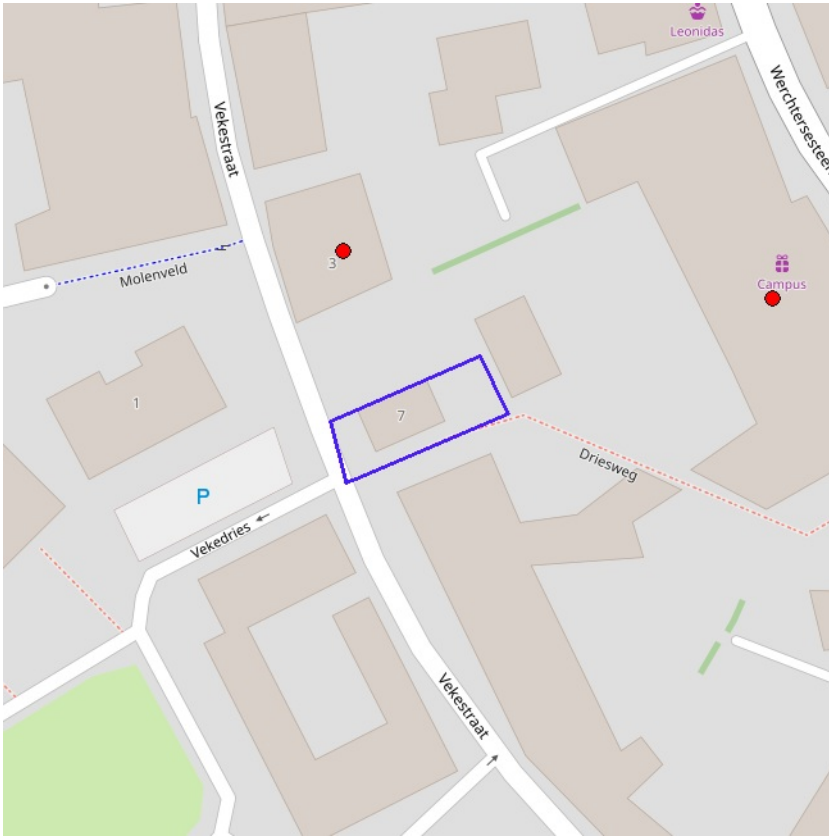 Leonidas
Werchtersesteen
Vekestraat
3
Molenveld
Campus
1
7
P
Driesweg
Vekedries
Vekestraat